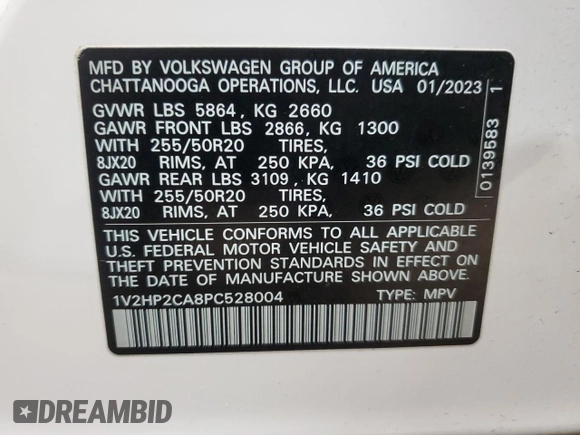 MFD BY VOLKSWAGEN GROUP OF AMERICA
CHATTANOOGA OPERATIONS, LLC. USA 01/2023
GVWR LBS 5864, KG 2660
GAWR FRONT LBS 2866, KG 1300
WITH 255/50R20 TIRES,
8JX20 RIMS, AT 250 KPA, 36 PSI COLD
GAWR REAR LBS 3109, KG 1410
WITH 255/50R20 TIRES,
8JX20 RIMS, AT 250 KPA, 36 PSI COLD
THIS VEHICLE CONFORMS TO ALL APPLICABLE
U.S. FEDERAL MOTOR VEHICLE SAFETY AND
THEFT PREVENTION STANDARDS IN EFFECT ON
THE DATE OF MANUFACTURE SHOWN ABOVE.
1V2HP2CA8PC528004 TYPE: MPV
0139583 1
DREAMBID